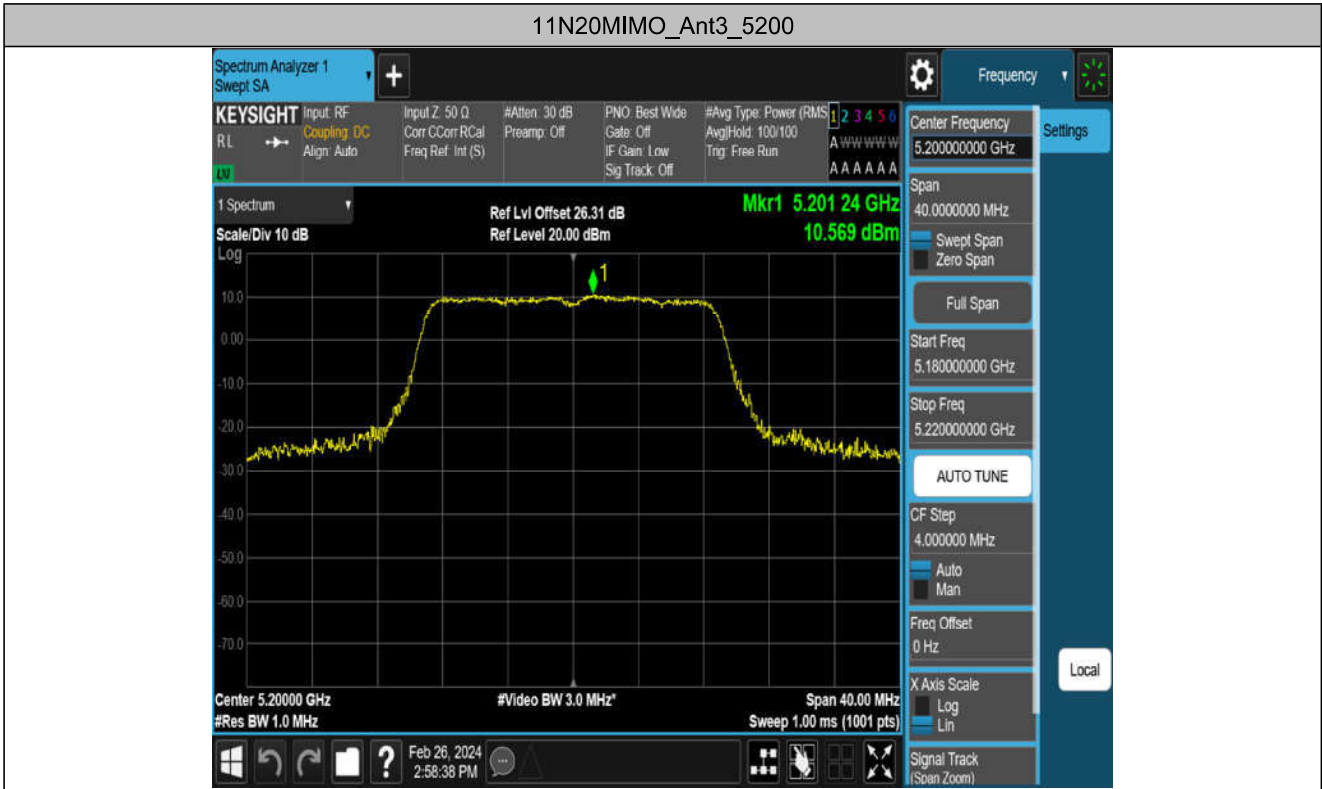 11N20MIMO_Ant3_5200
Spectrum Analyzer 1
Swept SA
+
Frequency
KEYSIGHT
RL
LXI
Input: RF
Coupling: DC
Align: Auto
Input Z: 50 Ω
Corr CCorr RCal
Freq Ref: Int (S)
#Atten: 30 dB
Preamp: Off
PNO: Best Wide
Gate: Off
IF Gain: Low
Sig Track: Off
#Avg Type: Power (RMS
Avg|Hold: 100/100
Trig: Free Run
1 2 3 4 5 6
A W W W W W
A A A A A A
1 Spectrum
Scale/Div 10 dB
Log
Ref Lvl Offset 26.31 dB
Ref Level 20.00 dBm
Mkr1 5.201 24 GHz
10.569 dBm
1
10.0
0.00
-10.0
-20.0
-30.0
-40.0
-50.0
-60.0
-70.0
Center 5.20000 GHz
#Res BW 1.0 MHz
#Video BW 3.0 MHz*
Span 40.00 MHz
Sweep 1.00 ms (1001 pts)
?
Feb 26, 2024
2:58:38 PM
Center Frequency
5.200000000 GHz
Settings
Span
40.0000000 MHz
Swept Span
Zero Span
Full Span
Start Freq
5.180000000 GHz
Stop Freq
5.220000000 GHz
AUTO TUNE
CF Step
4.000000 MHz
Auto
Man
Freq Offset
0 Hz
Local
X Axis Scale
Log
Lin
Signal Track
(Span Zoom)